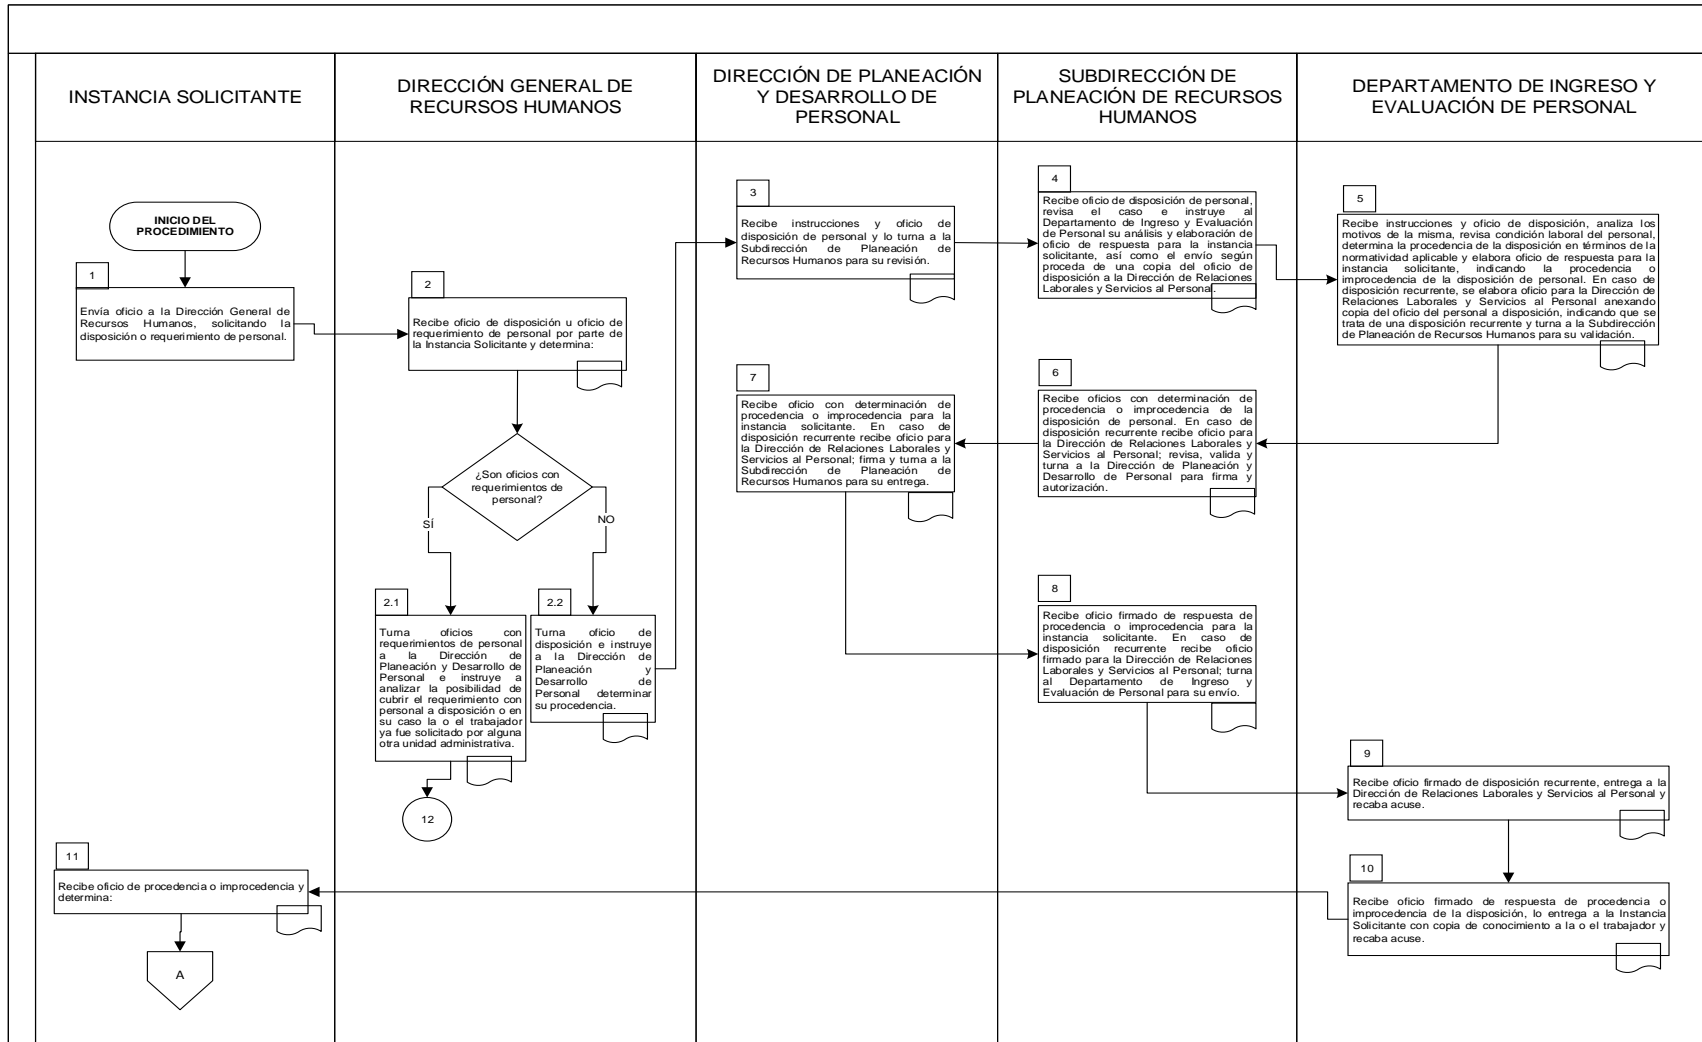 INSTANCIA SOLICITANTE
DIRECCIÓN GENERAL DE
RECURSOS HUMANOS
DIRECCIÓN DE PLANEACIÓN
Y DESARROLLO DE
PERSONAL
SUBDIRECCIÓN DE
PLANEACIÓN DE RECURSOS
HUMANOS
DEPARTAMENTO DE INGRESO Y
EVALUACIÓN DE PERSONAL
INICIO DEL
PROCEDIMIENTO
1
Envía oficio a la Dirección General de
Recursos Humanos, solicitando la
disposición o requerimiento de personal.
2
Recibe oficio de disposición u oficio de
requerimiento de personal por parte de
la Instancia Solicitante y determina:
¿Son oficios con
requerimientos de
personal?
SÍ
NO
2.1
Turna oficios con
requerimientos de personal
a la Dirección de
Planeación y Desarrollo de
Personal e instruye a
analizar la posibilidad de
cubrir el requerimiento con
personal a disposición o en
su caso la o el trabajador
ya fue solicitado por alguna
otra unidad administrativa.
12
2.2
Turna oficio de
disposición e instruye
a la Dirección de
Planeación y
Desarrollo de
Personal determinar
su procedencia.
3
Recibe instrucciones y oficio de
disposición de personal y lo turna a la
Subdirección de Planeación de
Recursos Humanos para su revisión.
4
Recibe oficio de disposición de personal,
revisa el caso e instruye al
Departamento de Ingreso y Evaluación
de Personal su análisis y elaboración de
oficio de respuesta para la instancia
solicitante, así como el envío según
proceda de una copia del oficio de
disposición a la Dirección de Relaciones
Laborales y Servicios al Personal.
5
Recibe instrucciones y oficio de disposición, analiza los
motivos de la misma, revisa condición laboral del personal,
determina la procedencia de la disposición en términos de la
normatividad aplicable y elabora oficio de respuesta para la
instancia solicitante, indicando la procedencia o
improcedencia de la disposición de personal. En caso de
disposición recurrente, se elabora oficio para la Dirección de
Relaciones Laborales y Servicios al Personal anexando
copia del oficio del personal a disposición, indicando que se
trata de una disposición recurrente y turna a la Subdirección
de Planeación de Recursos Humanos para su validación.
6
Recibe oficios con determinación de
procedencia o improcedencia de la
disposición de personal. En caso de
disposición recurrente recibe oficio para
la Dirección de Relaciones Laborales y
Servicios al Personal; revisa, valida y
turna a la Dirección de Planeación y
Desarrollo de Personal para firma y
autorización.
7
Recibe oficio con determinación de
procedencia o improcedencia para la
instancia solicitante. En caso de
disposición recurrente recibe oficio para
la Dirección de Relaciones Laborales y
Servicios al Personal; firma y turna a la
Subdirección de Planeación de
Recursos Humanos para su entrega.
8
Recibe oficio firmado de respuesta de
procedencia o improcedencia para la
instancia solicitante. En caso de
disposición recurrente recibe oficio
firmado para la Dirección de Relaciones
Laborales y Servicios al Personal; turna
al Departamento de Ingreso y
Evaluación de Personal para su envío.
9
Recibe oficio firmado de disposición recurrente, entrega a la
Dirección de Relaciones Laborales y Servicios al Personal y
recaba acuse.
10
Recibe oficio firmado de respuesta de procedencia o
improcedencia de la disposición, lo entrega a la Instancia
Solicitante con copia de conocimiento a la o el trabajador y
recaba acuse.
11
Recibe oficio de procedencia o improcedencia y
determina:
A